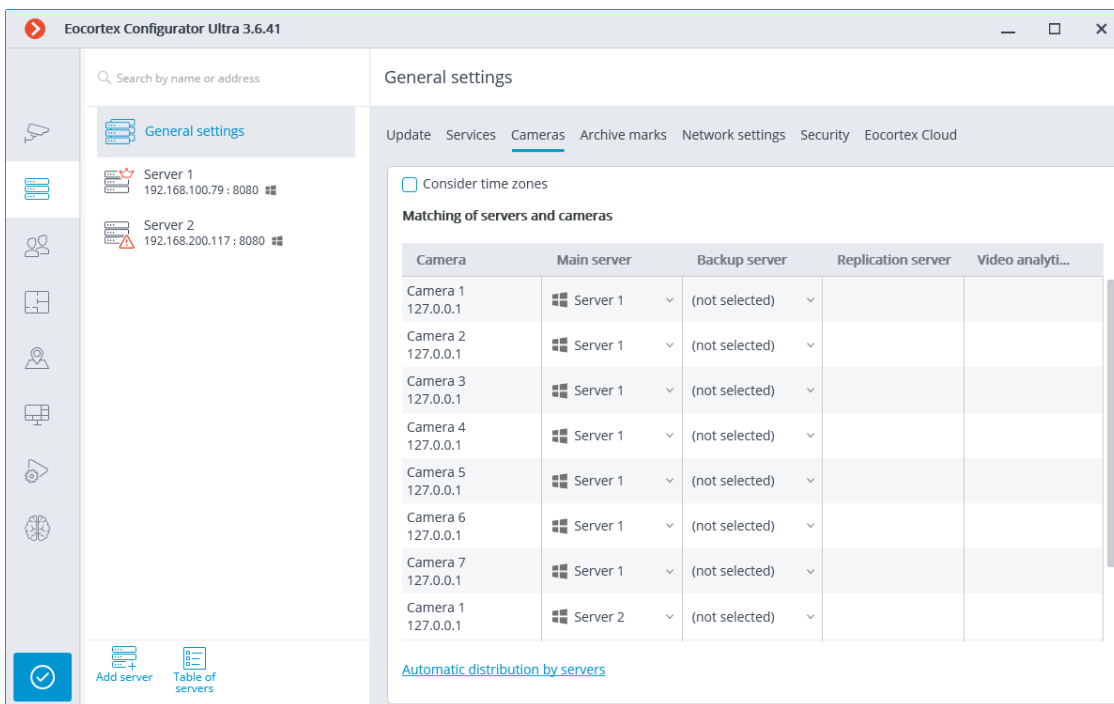 Eocortex Configurator Ultra 3.6.41
Search by name or address
General settings
Server 1
192.168.100.79 : 8080
Server 2
192.168.200.117 : 8080
Add server
Table of
servers
General settings
Update Services Cameras Archive marks Network settings Security Eocortex Cloud
Consider time zones
Matching of servers and cameras
Camera Main server Backup server Replication server Video analyti...
Camera 1
127.0.0.1 Server 1 (not selected)
Camera 2
127.0.0.1 Server 1 (not selected)
Camera 3
127.0.0.1 Server 1 (not selected)
Camera 4
127.0.0.1 Server 1 (not selected)
Camera 5
127.0.0.1 Server 1 (not selected)
Camera 6
127.0.0.1 Server 1 (not selected)
Camera 7
127.0.0.1 Server 1 (not selected)
Camera 1
127.0.0.1 Server 2 (not selected)
Automatic distribution by servers